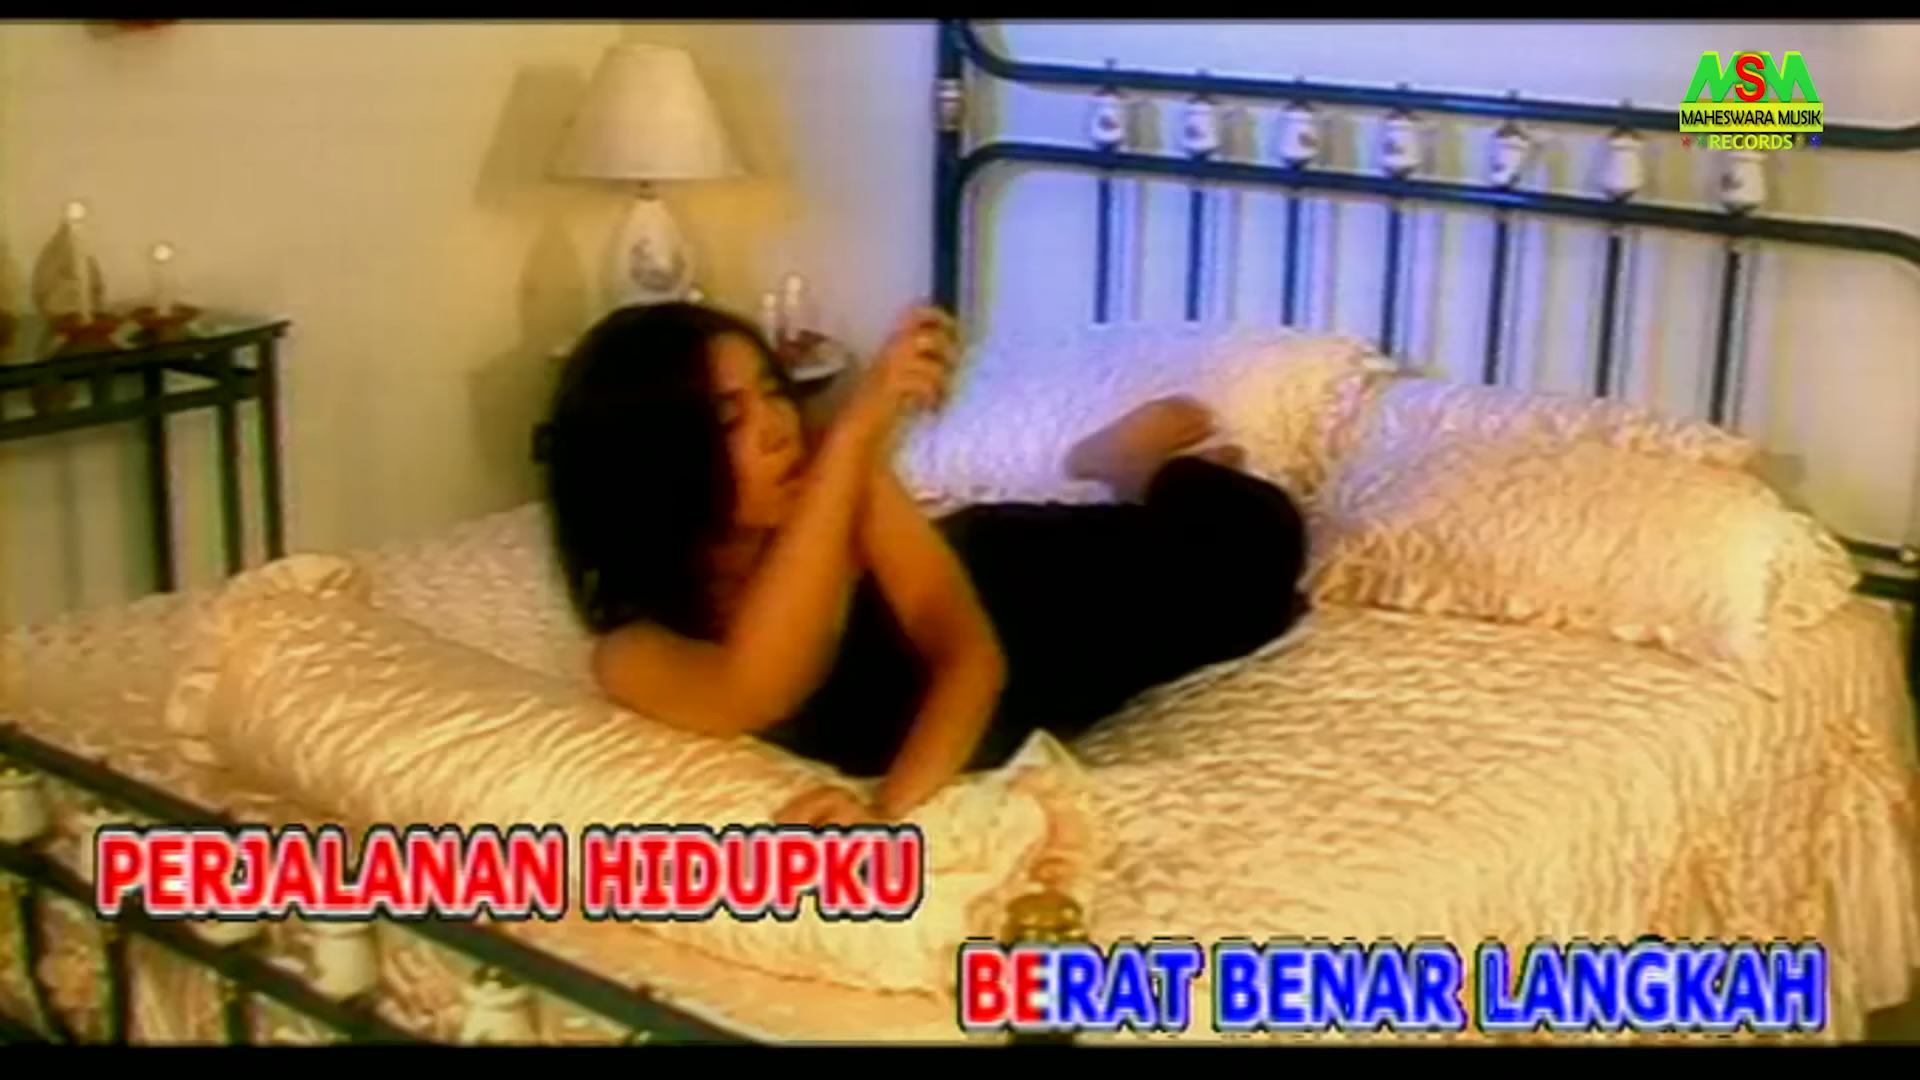 MSM
MAHESWARA MUSIK
RECORDS
PERJALANAN HIDUPKU
BERAT BENAR LANGKAH